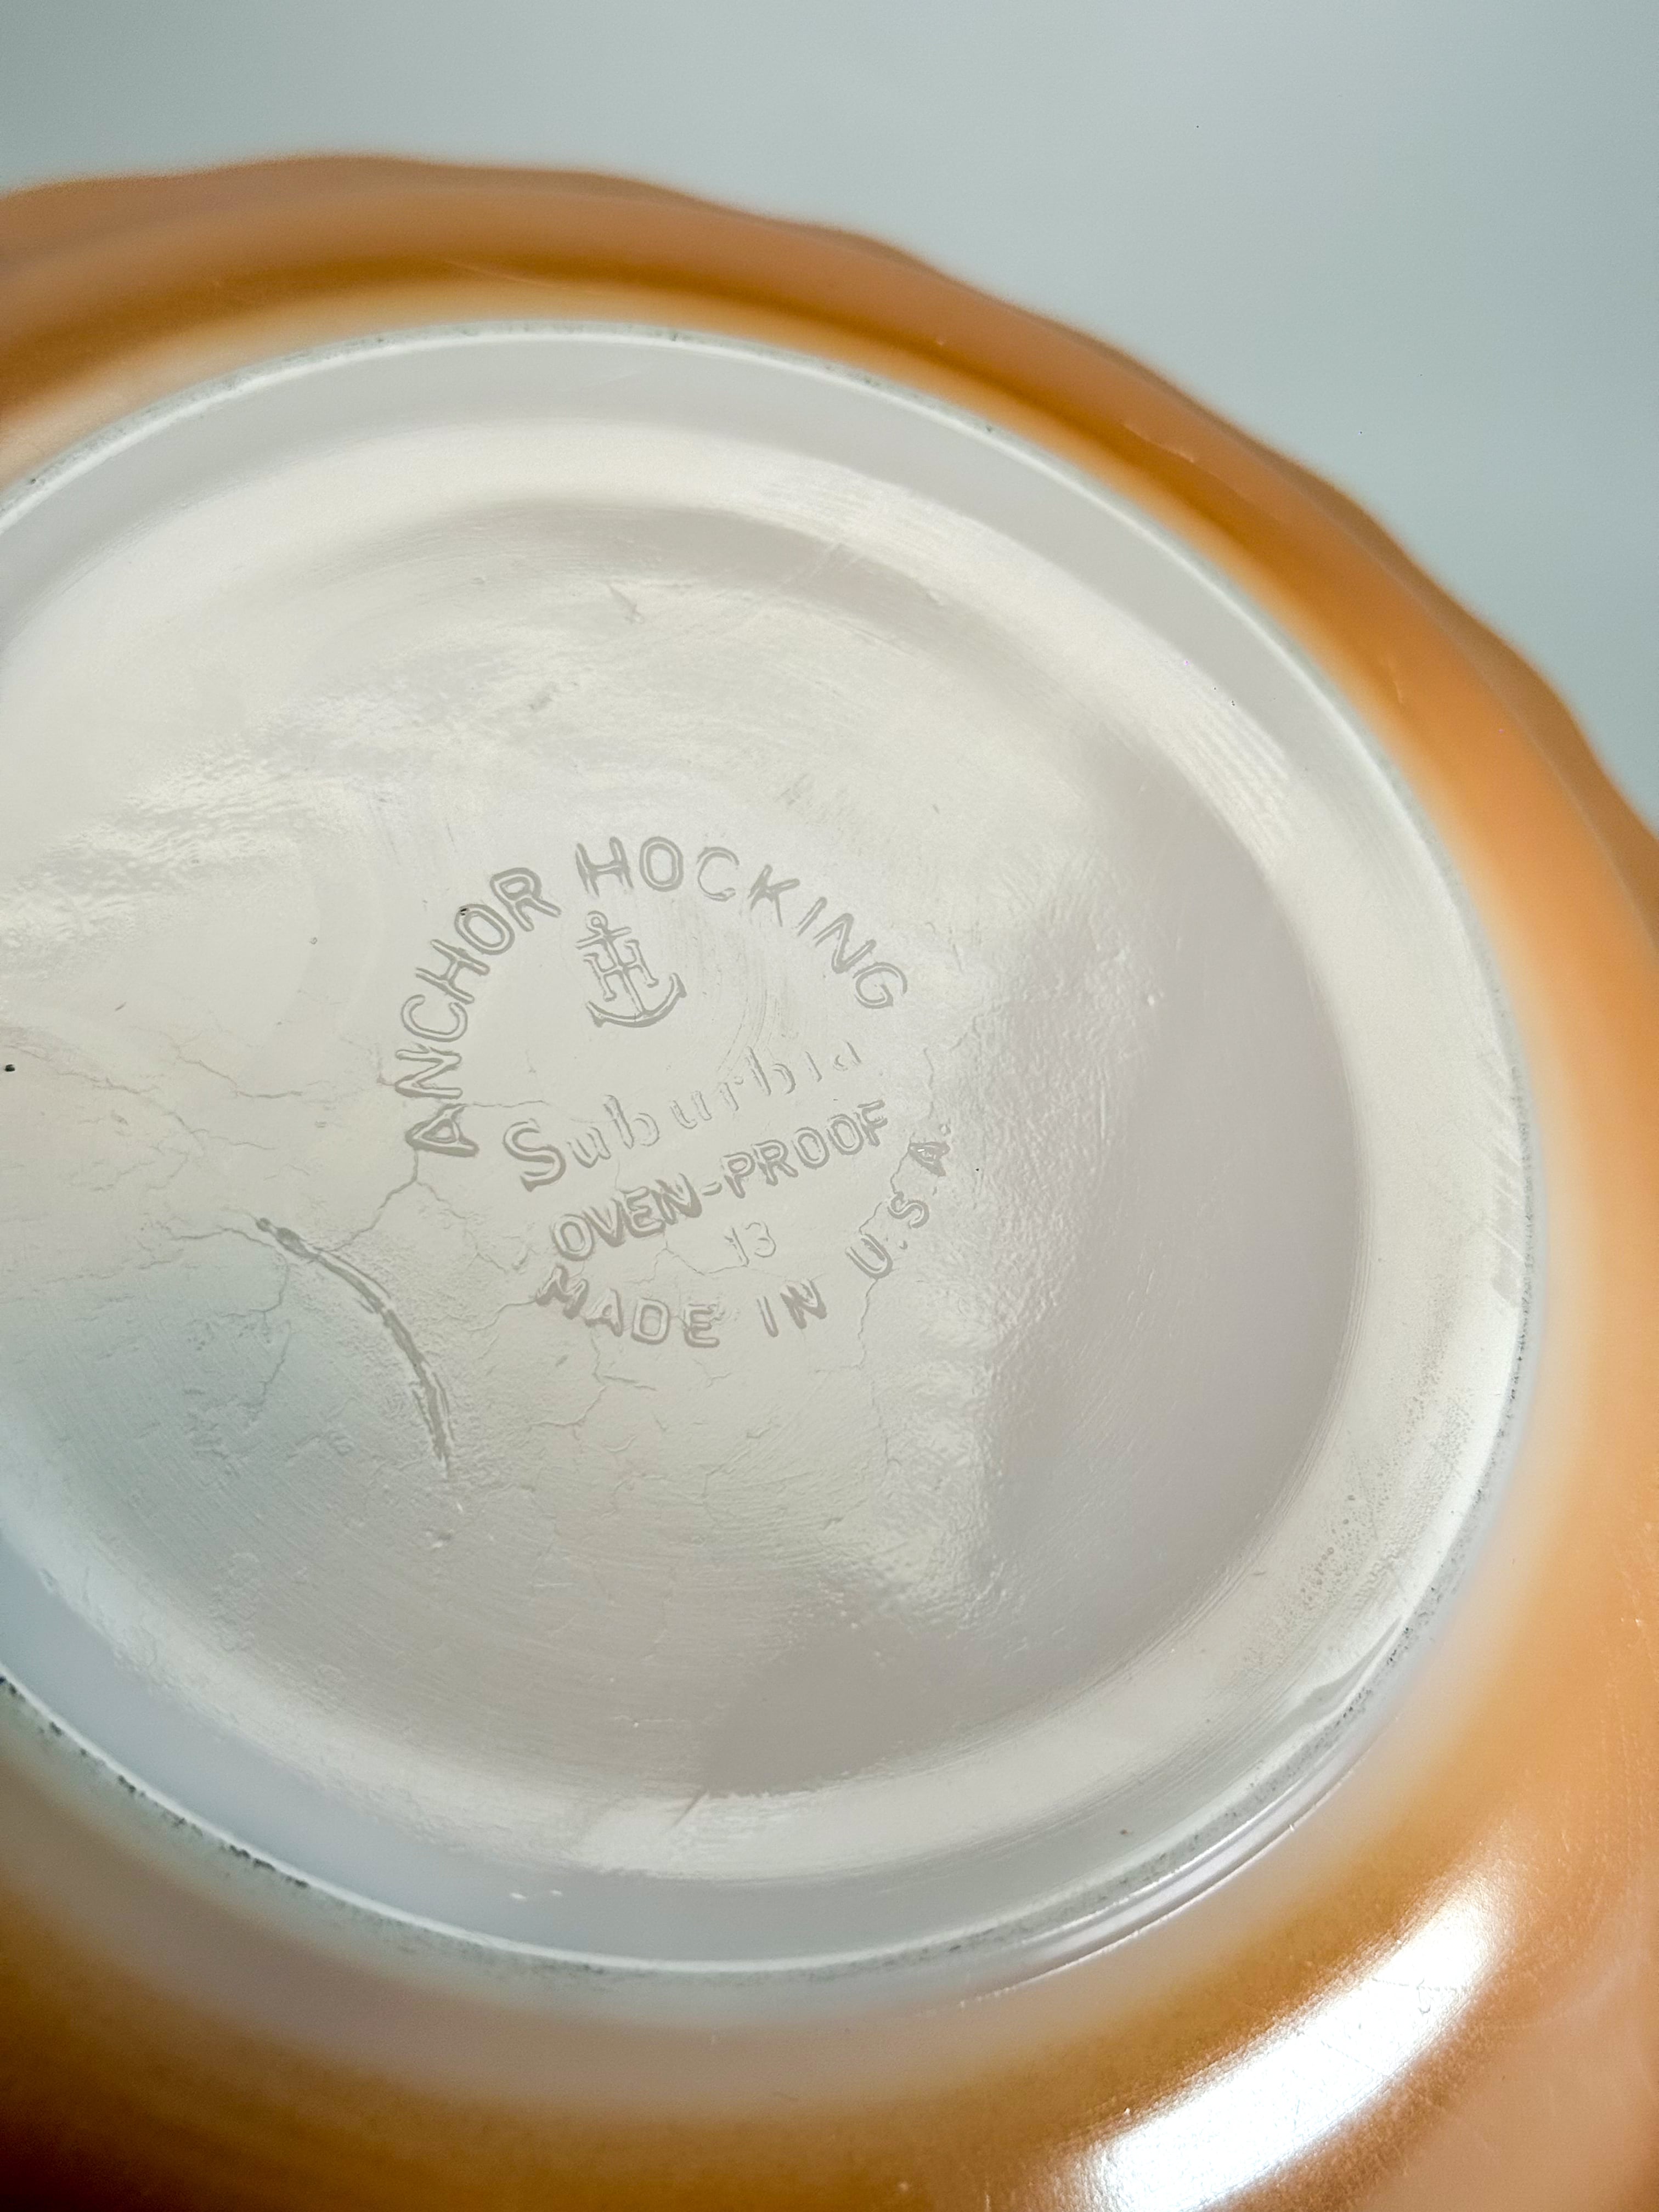 ANCHOR HOCKING
H
Suburbia
OVEN-PROOF
13
MADE IN U.S.A.